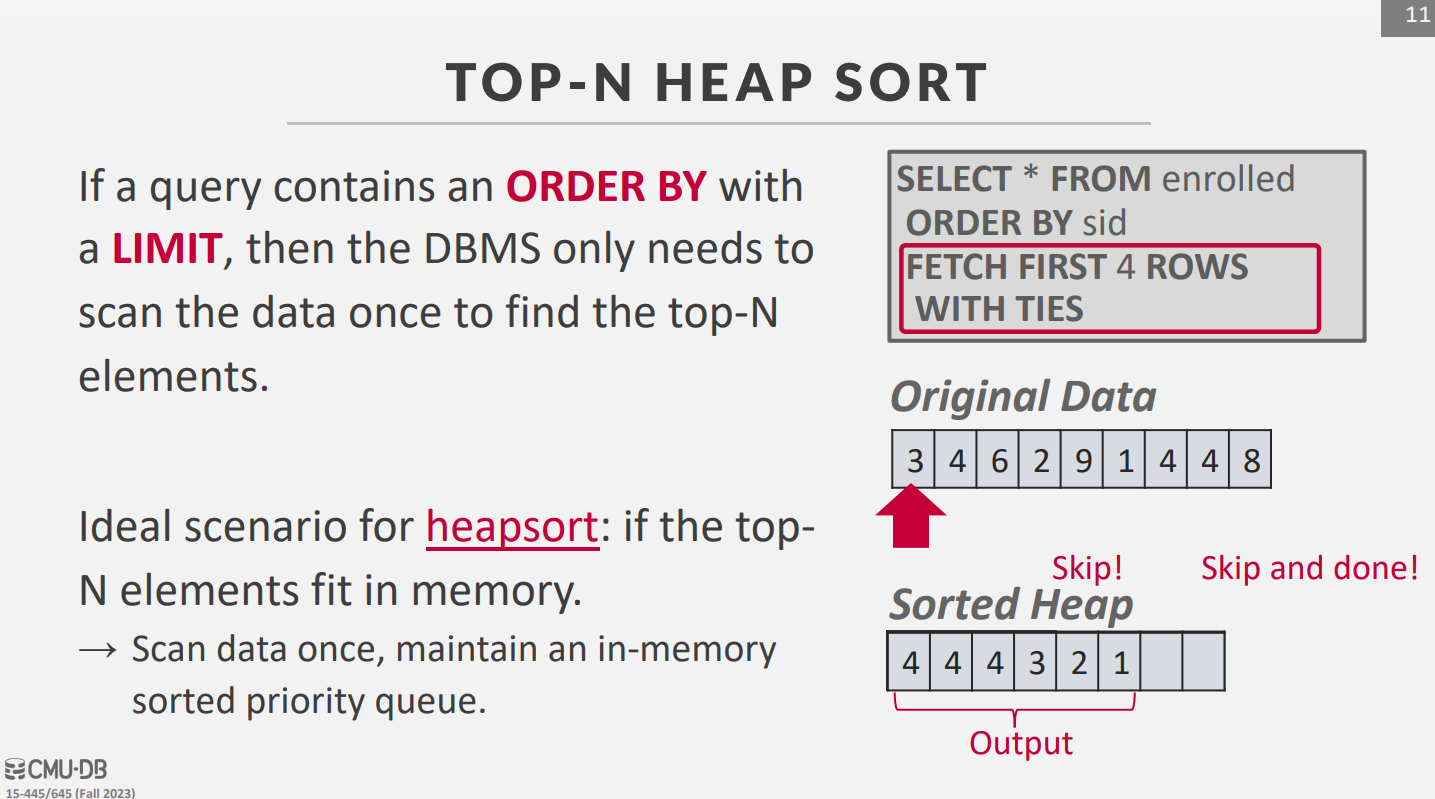 11
TOP-N HEAP SORT
If a query contains an ORDER BY with
a LIMIT, then the DBMS only needs to
scan the data once to find the top-N
elements.
Ideal scenario for heapsort: if the top-
N elements fit in memory.
→ Scan data once, maintain an in-memory
sorted priority queue.
SELECT * FROM enrolled
ORDER BY sid
FETCH FIRST 4 ROWS
WITH TIES
Original Data
3 4 6 2 9 1 4 4 8
Skip! Skip and done!
Sorted Heap
4 4 4 3 2 1
Output
CMU·DB
15-445/645 (Fall 2023)